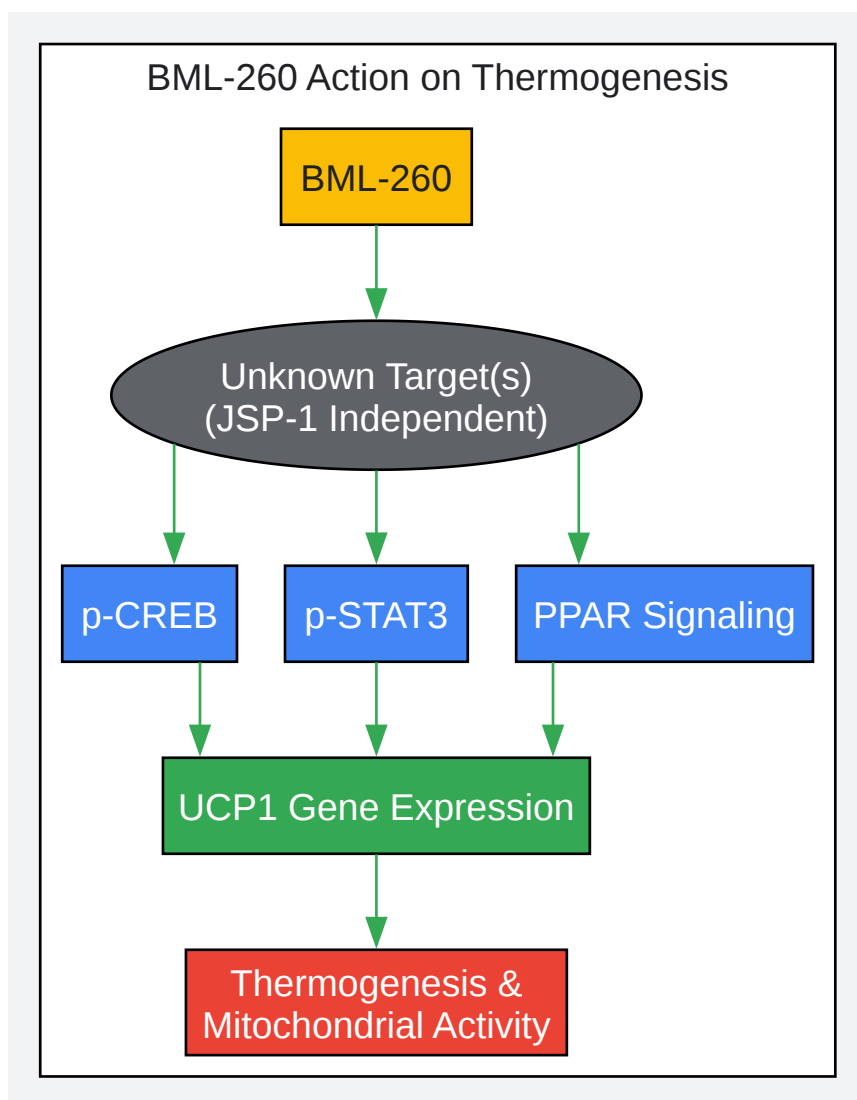 BML-260 Action on Thermogenesis
BML-260
Unknown Target(s)
(JSP-1 Independent)
p-CREB
p-STAT3
PPAR Signaling
UCP1 Gene Expression
Thermogenesis &
Mitochondrial Activity